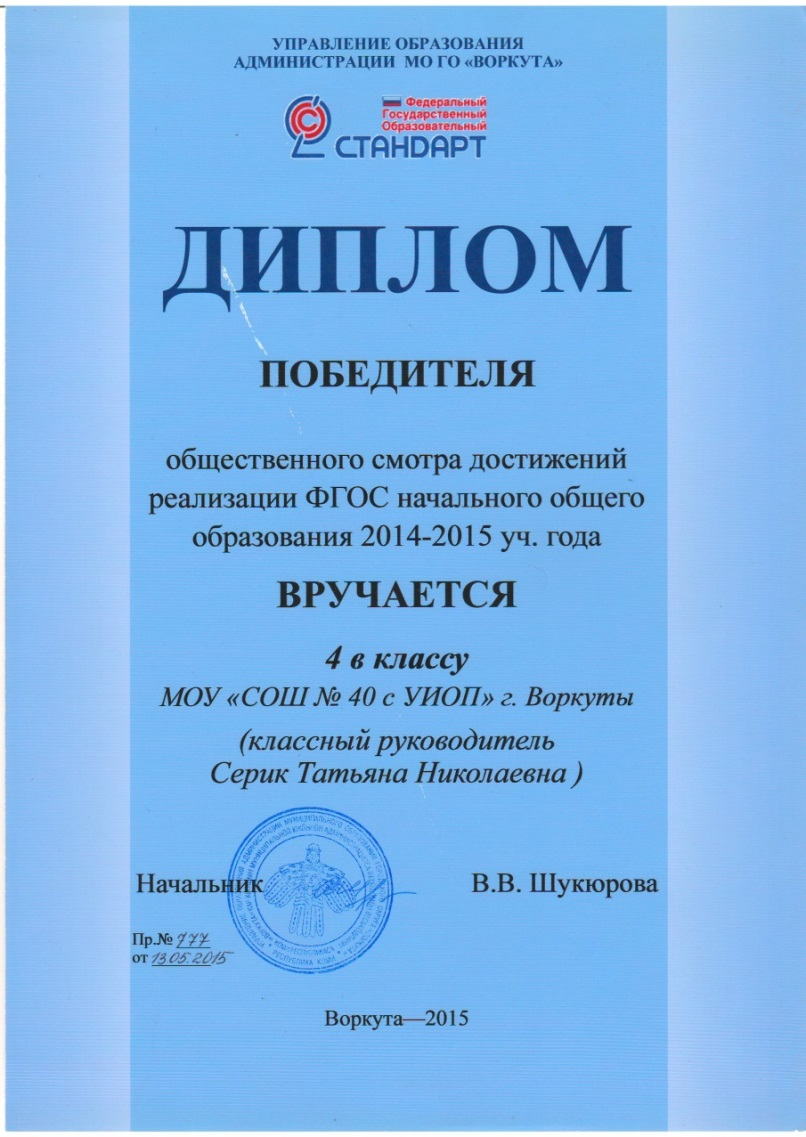 УПРАВЛЕНИЕ ОБРАЗОВАНИЯ
АДМИНИСТРАЦИИ МО ГО «ВОРКУТА»
Федеральный
Государственный
Образовательный
СТАНДАРТ
ДИПЛОМ
ПОБЕДИТЕЛЯ
общественного смотра достижений
реализации ФГОС начального общего
образования 2014-2015 уч. года
ВРУЧАЕТСЯ
4 в классу
МОУ «СОШ № 40 с УИОП» г. Воркуты
(классный руководитель
Серик Татьяна Николаевна )
Начальник В.В. Шукюрова
Пр.№ 777
от 13.05.2015
РЕСПУБЛИКА КОМИ
Воркута—2015